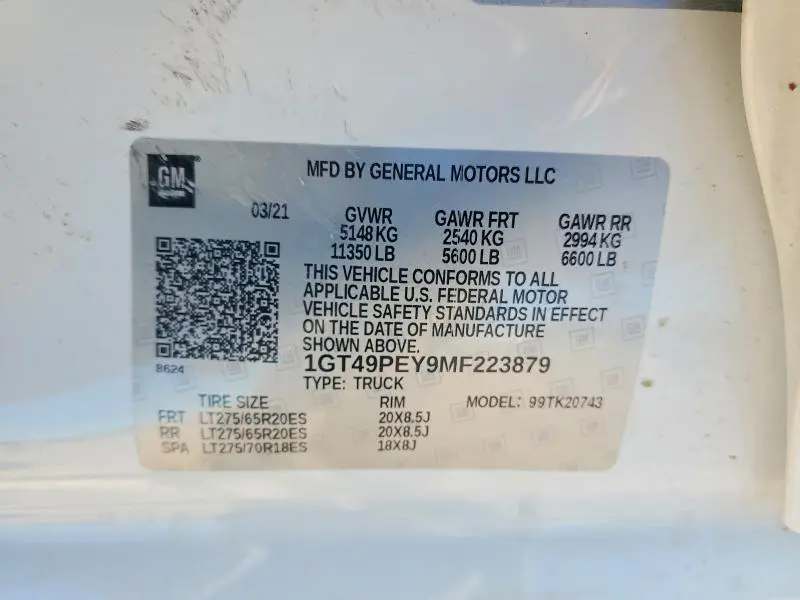 GM
MFD BY GENERAL MOTORS LLC
03/21 GVWR GAWR FRT GAWR RR
5148 KG 2540 KG 2994 KG
11350 LB 5600 LB 6600 LB
THIS VEHICLE CONFORMS TO ALL
APPLICABLE U.S. FEDERAL MOTOR
VEHICLE SAFETY STANDARDS IN EFFECT
ON THE DATE OF MANUFACTURE
SHOWN ABOVE.
8624
1GT49PEY9MF223879
TYPE: TRUCK
TIRE SIZE RIM MODEL: 99TK20743
FRT LT275/65R20ES 20X8.5J
RR LT275/65R20ES 20X8.5J
SPA LT275/70R18ES 18X8J